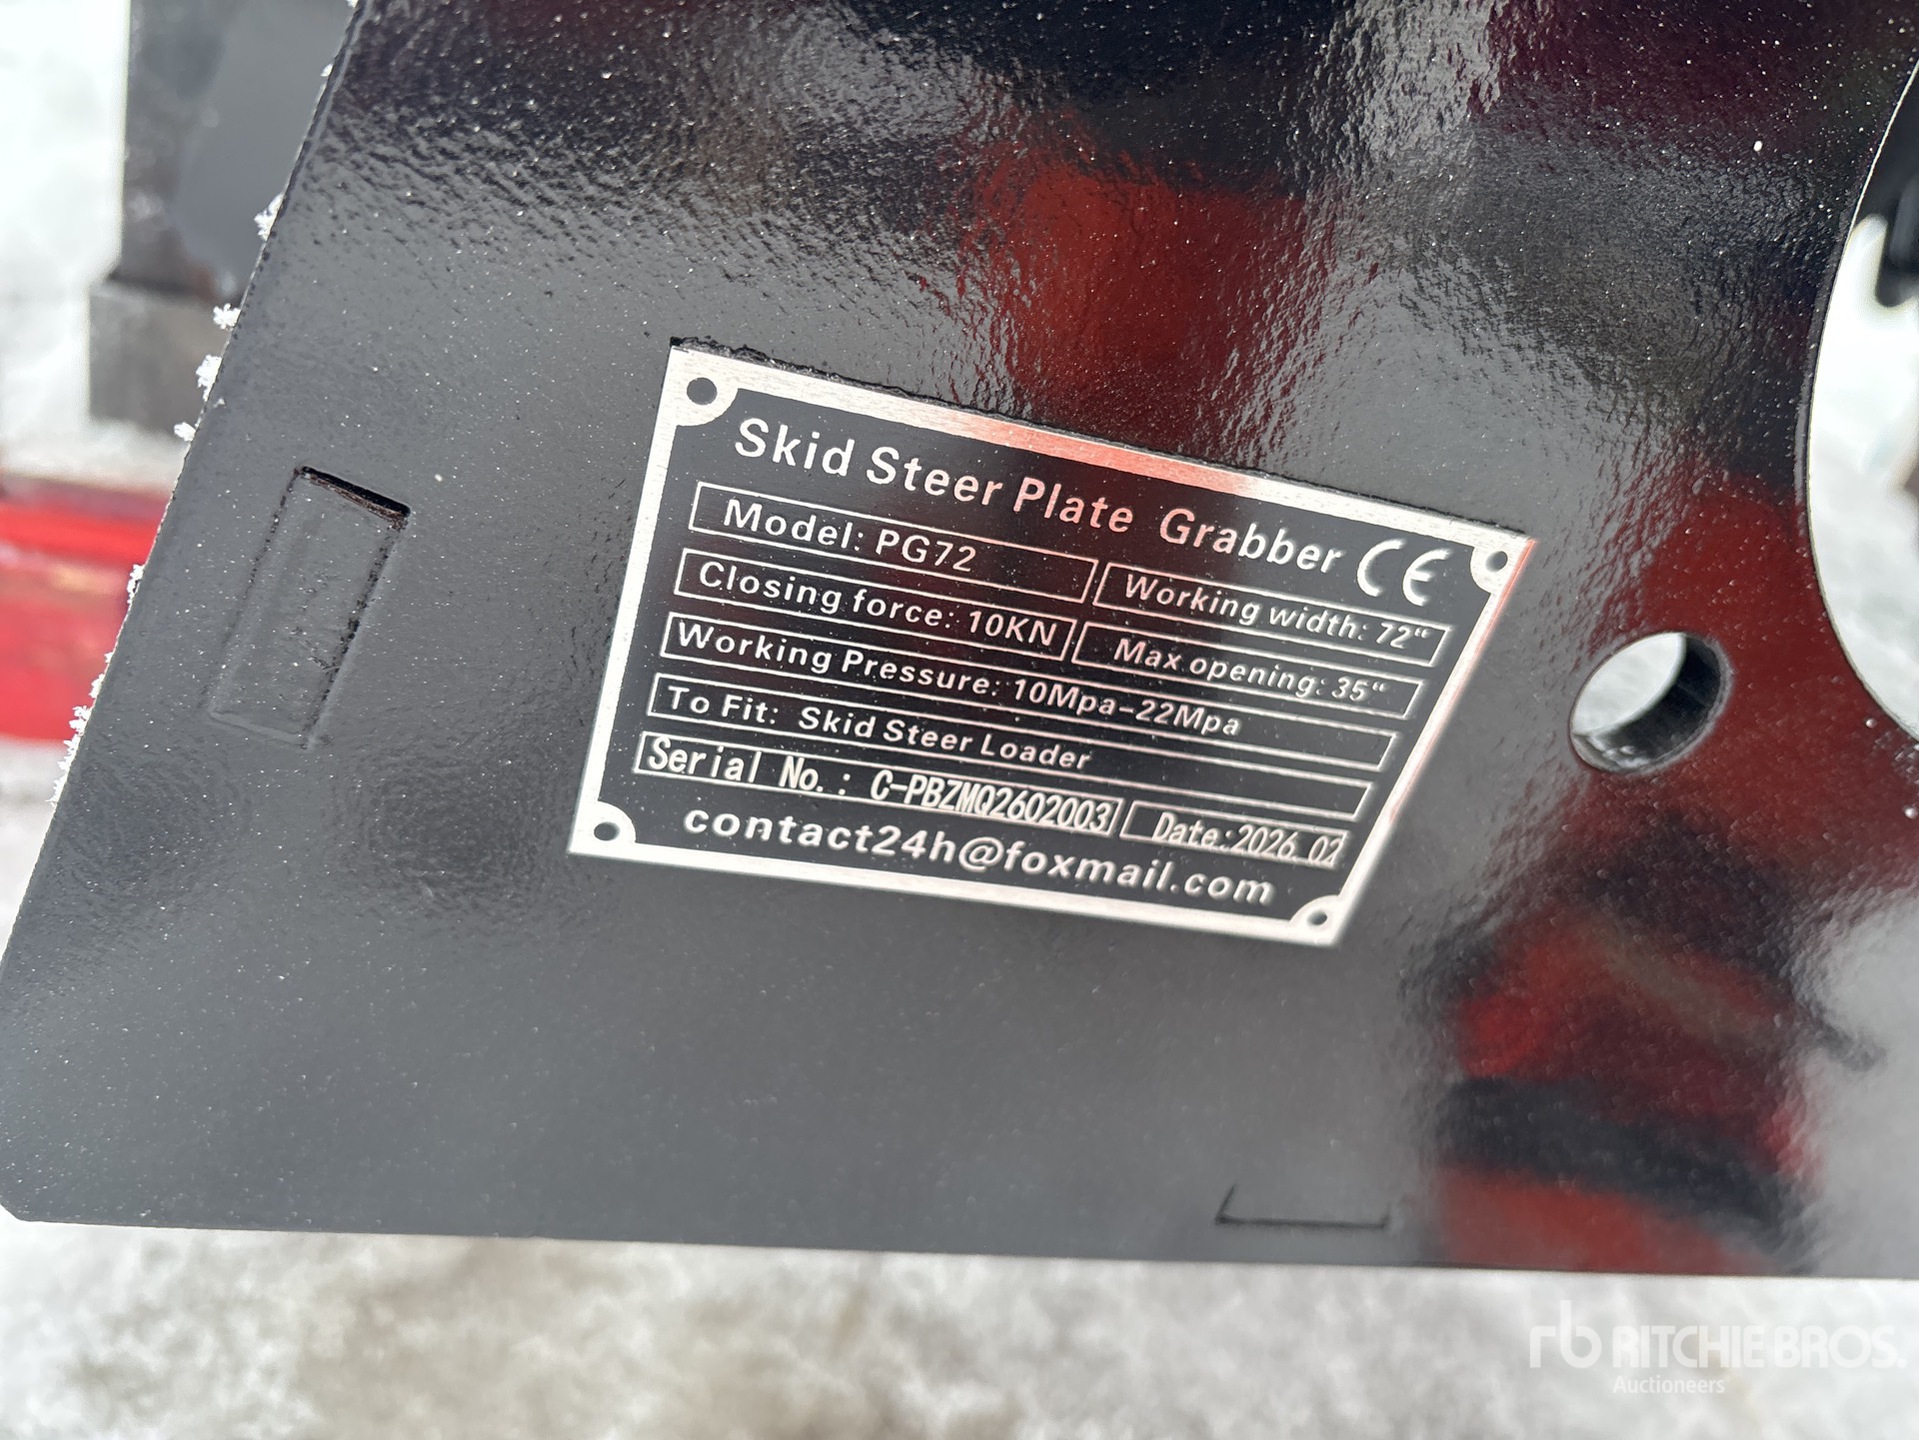 Skid Steer Plate Grabber CE
Model: PG72
Working width: 72"
Closing force: 10KN
Max opening: 35"
Working Pressure: 10Mpa-22Mpa
To Fit: Skid Steer Loader
Serial No.: C-PBZMQ2602003
Date:2026.02
contact24h@foxmail.com
rb RITCHIE BROS.
Auctioneers